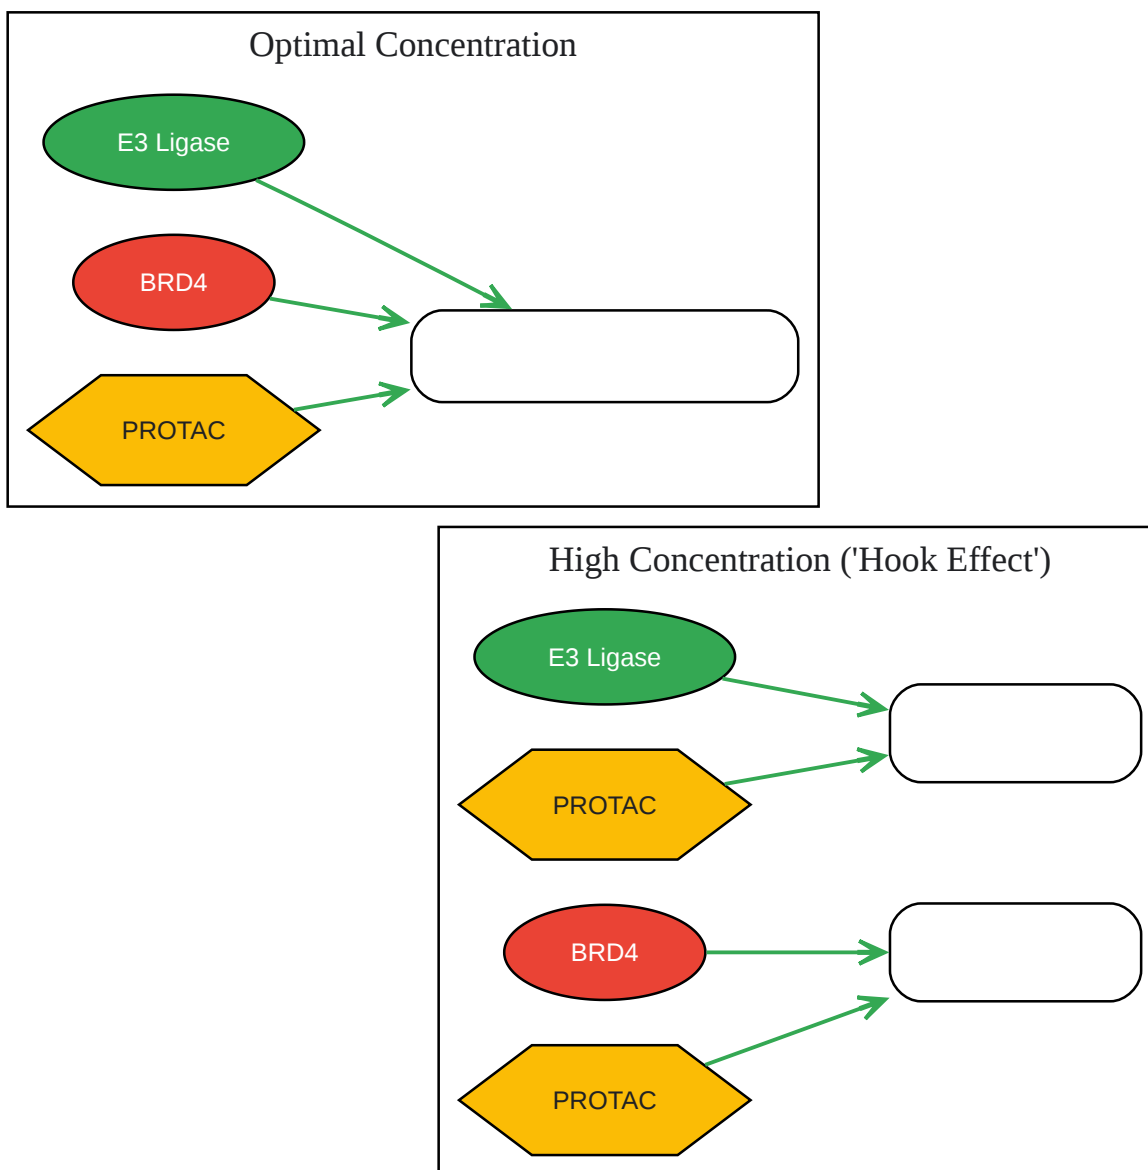 Optimal Concentration
E3 Ligase
BRD4
PROTAC
High Concentration ('Hook Effect')
E3 Ligase
PROTAC
BRD4
PROTAC